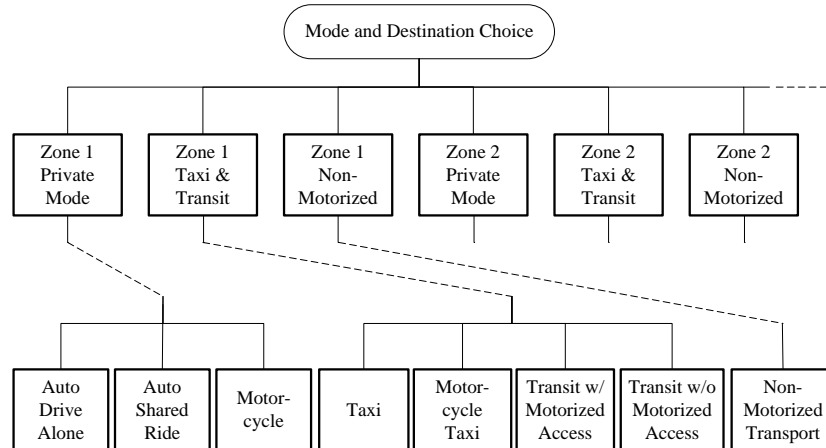 Mode and Destination Choice
Zone 1
Private
Mode
Zone 1
Taxi &
Transit
Zone 1
Non-
Motorized
Zone 2
Private
Mode
Zone 2
Taxi &
Transit
Zone 2
Non-
Motorized
Auto
Drive
Alone
Auto
Shared
Ride
Motor-
cycle
Taxi
Motor-
cycle
Taxi
Transit w/
Motorized
Access
Transit w/o
Motorized
Access
Non-
Motorized
Transport